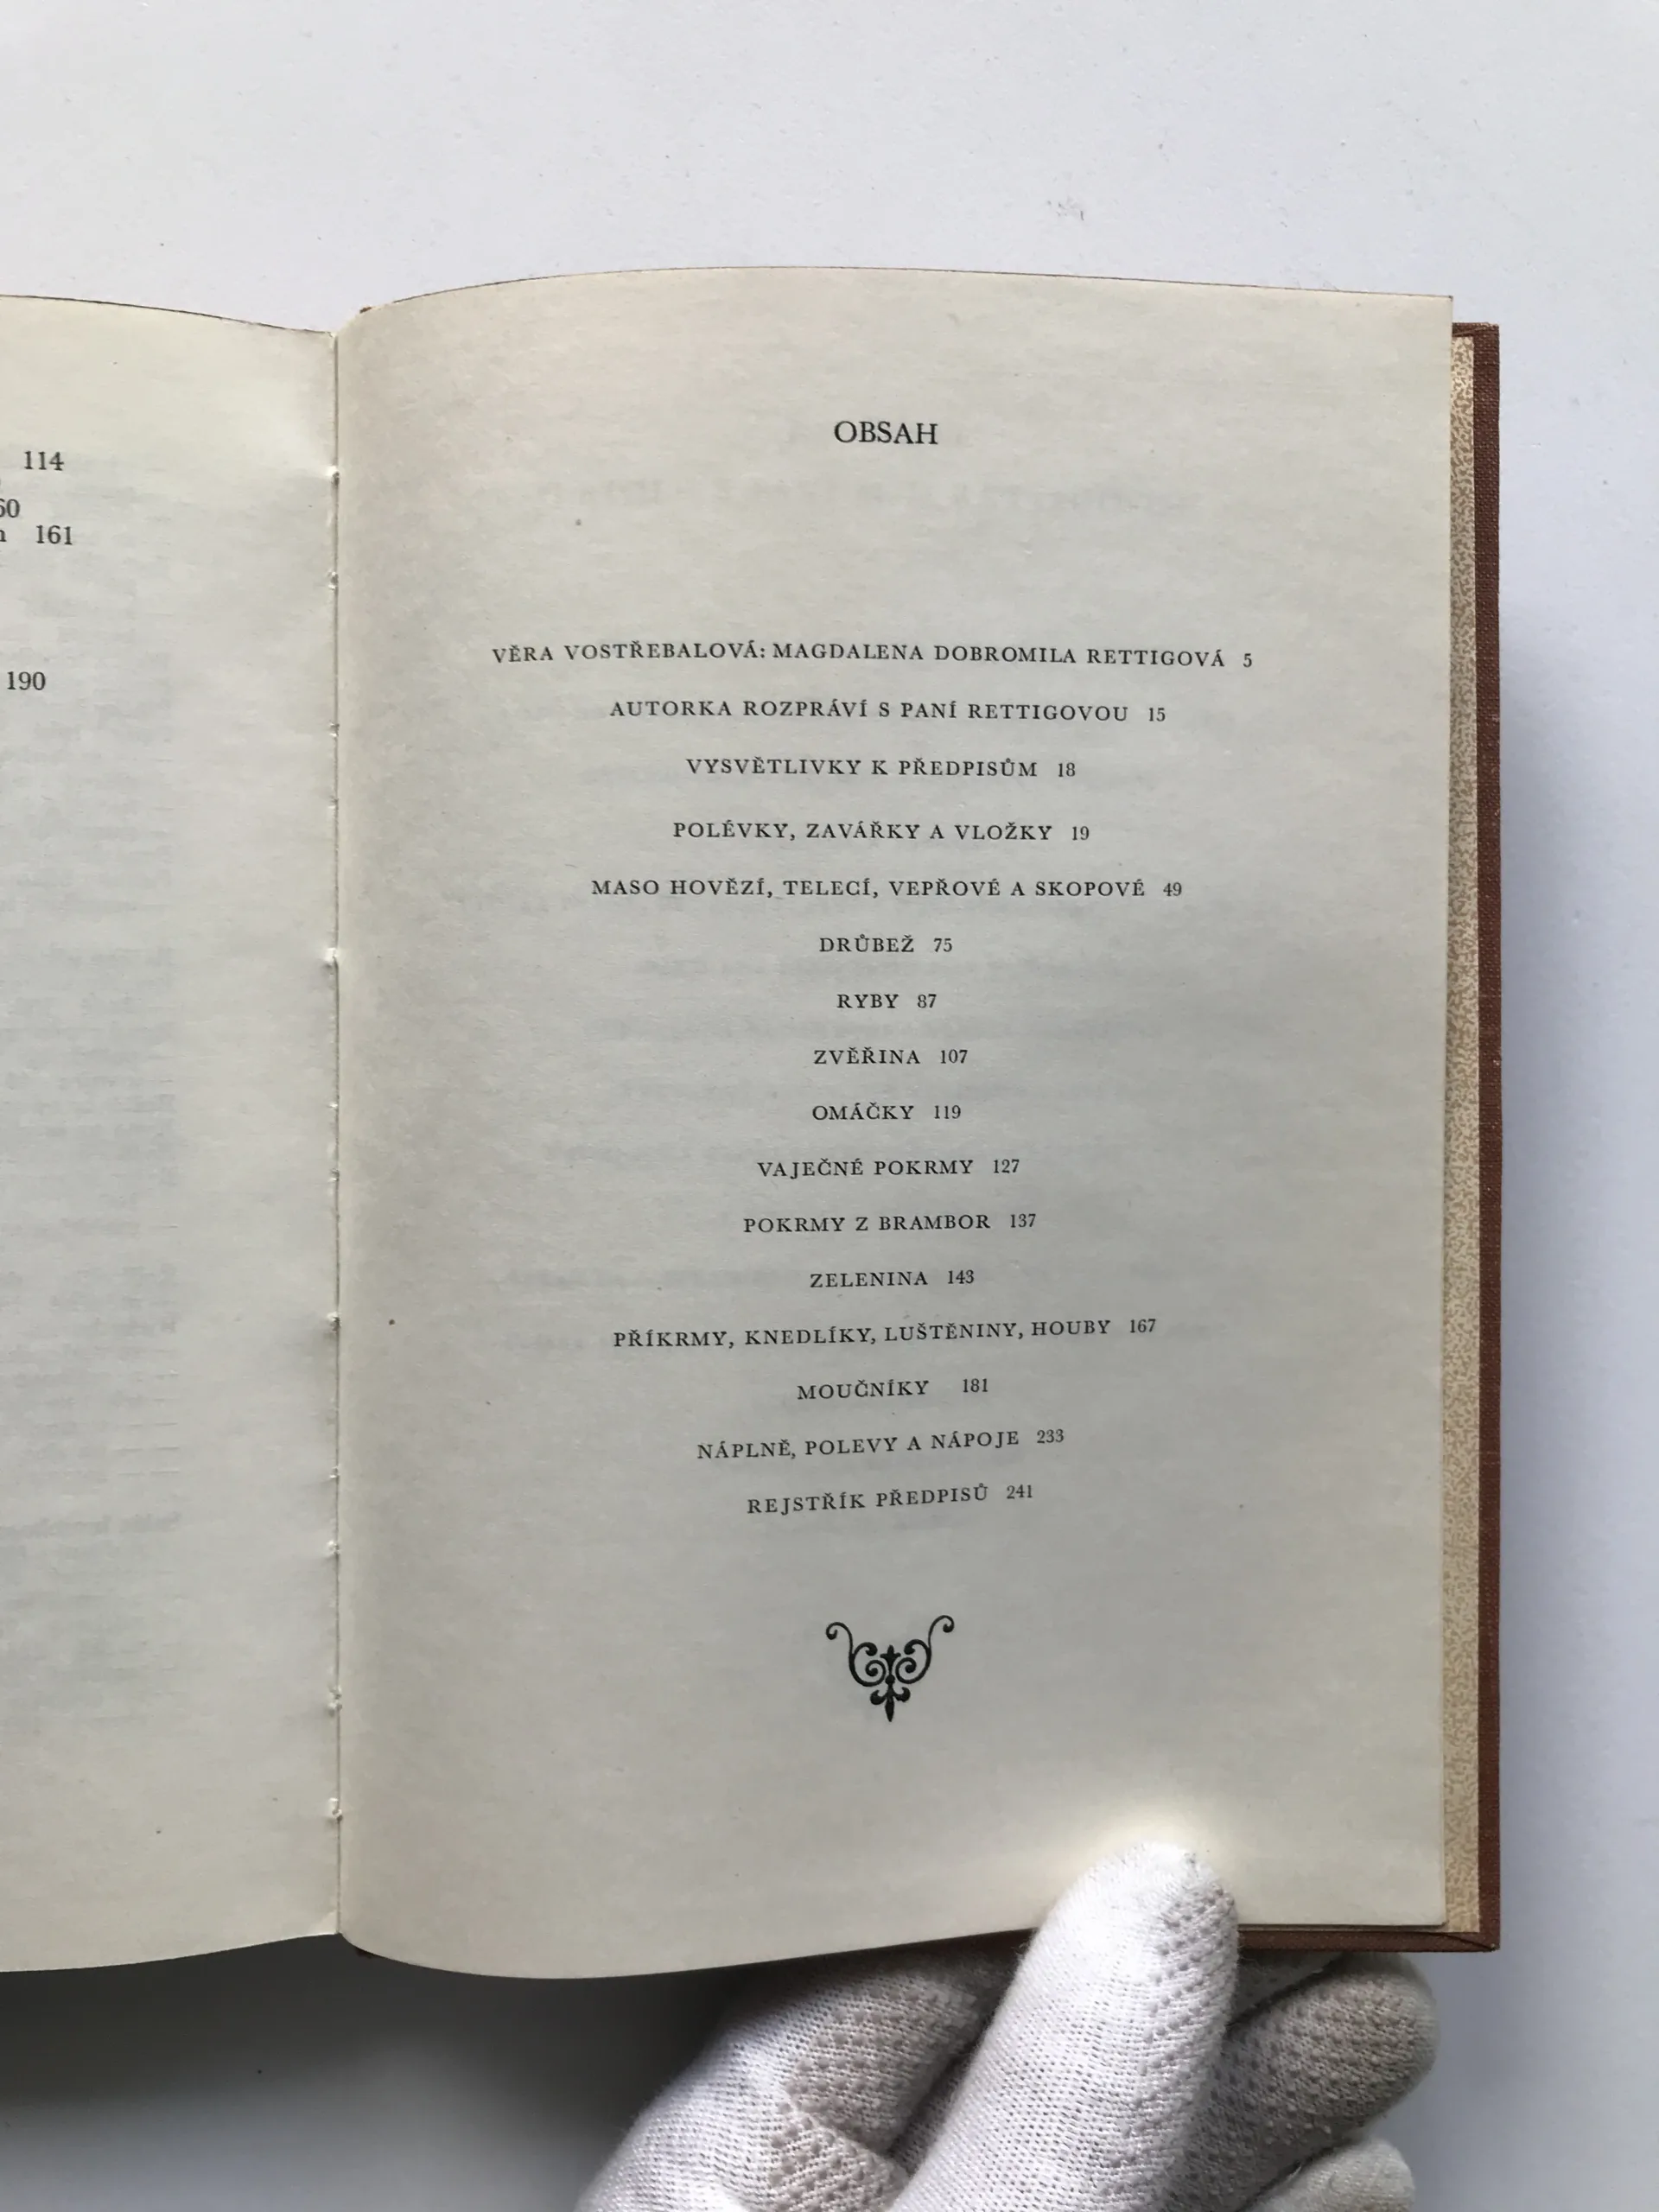 114
161
190
OBSAH
VĚRA VOSTŘEBALOVÁ: MAGDALENA DOBROMILA RETTIGOVÁ 5
AUTORKA ROZPRÁVÍ S PANÍ RETTIGOVOU 15
VYSVĚTLIVKY K PŘEDPISŮM 18
POLÉVKY, ZAVÁŘKY A VLOŽKY 19
MASO HOVĚZÍ, TELECÍ, VEPŘOVÉ A SKOPOVÉ 49
DRŮBEŽ 75
RYBY 87
ZVĚŘINA 107
OMÁČKY 119
VAJEČNÉ POKRMY 127
POKRMY Z BRAMBOR 137
ZELENINA 143
PŘÍKRMY, KNEDLÍKY, LUŠTĚNINY, HOUBY 167
MOUČNÍKY 181
NÁPLNĚ, POLEVY A NÁPOJE 233
REJSTŘÍK PŘEDPISŮ 241